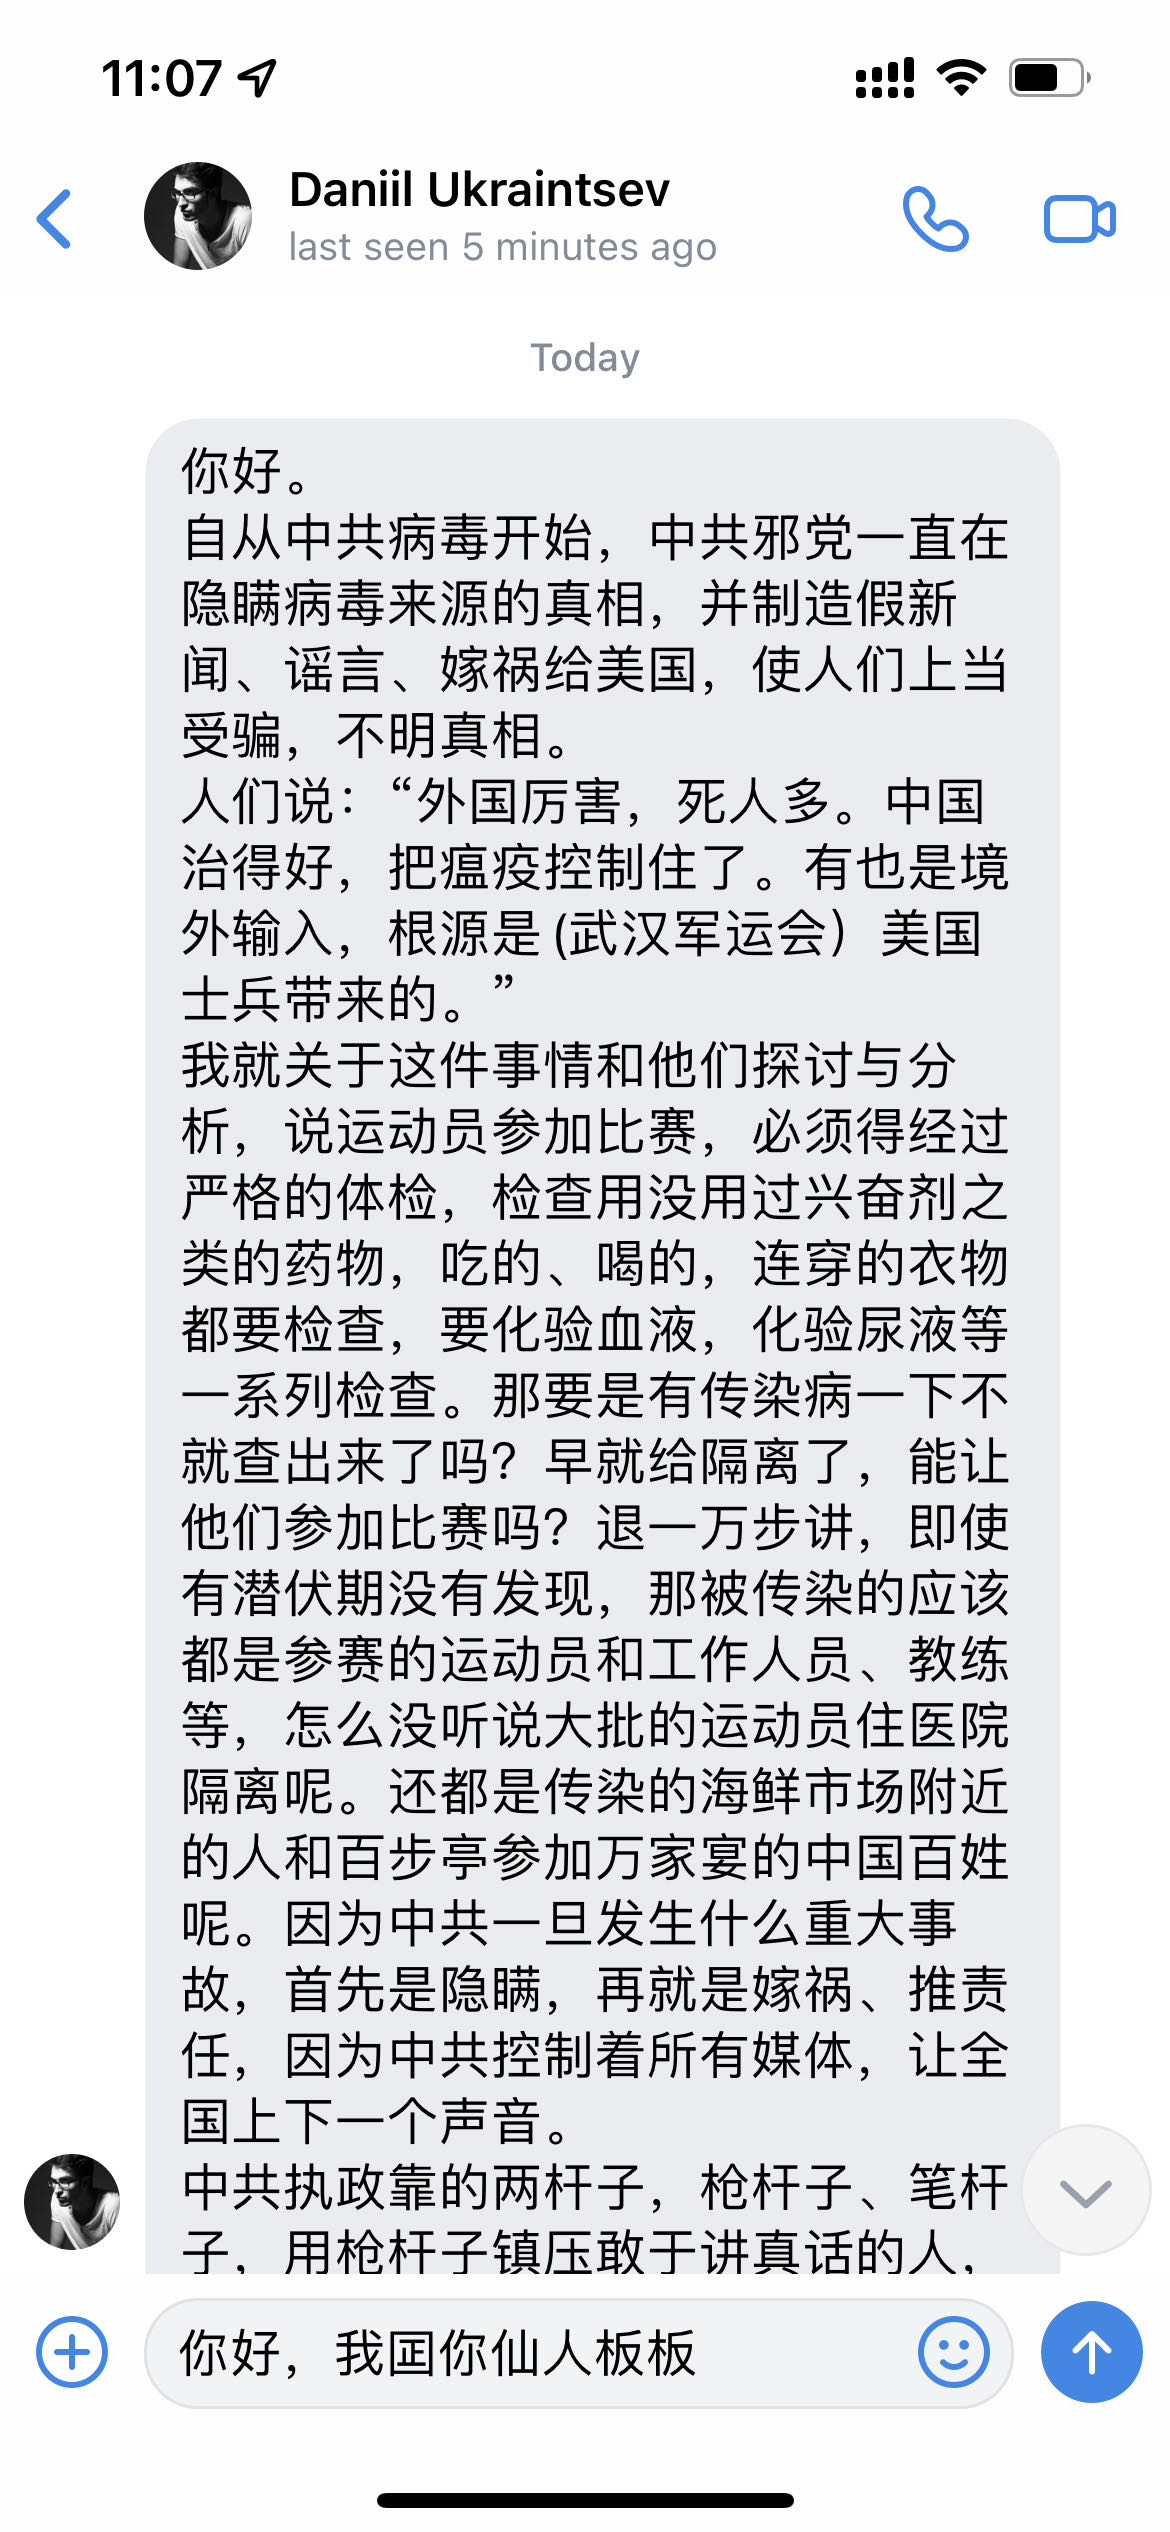 11:07
Daniil Ukraintsev
last seen 5 minutes ago
Today
你好。
自从中共病毒开始，中共邪党一直在
隐瞒病毒来源的真相，并制造假新
闻、谣言、嫁祸给美国，使人们上当
受骗，不明真相。
人们说：“外国厉害，死人多。中国
治得好，把瘟疫控制住了。有也是境
外输入，根源是 (武汉军运会）美国
士兵带来的。”
我就关于这件事情和他们探讨与分
析，说运动员参加比赛，必须得经过
严格的体检，检查用没用过兴奋剂之
类的药物，吃的、喝的，连穿的衣物
都要检查，要化验血液，化验尿液等
一系列检查。那要是有传染病一下不
就查出来了吗？早就给隔离了，能让
他们参加比赛吗？退一万步讲，即使
有潜伏期没有发现，那被传染的应该
都是参赛的运动员和工作人员、教练
等，怎么没听说大批的运动员住医院
隔离呢。还都是传染的海鲜市场附近
的人和百步亭参加万家宴的中国百姓
呢。因为中共一旦发生什么重大事
故，首先是隐瞒，再就是嫁祸、推责
任，因为中共控制着所有媒体，让全
国上下一个声音。
中共执政靠的两杆子，枪杆子、笔杆
子，用枪杆子镇压敢于讲真话的人，
你好，我囯你仙人板板